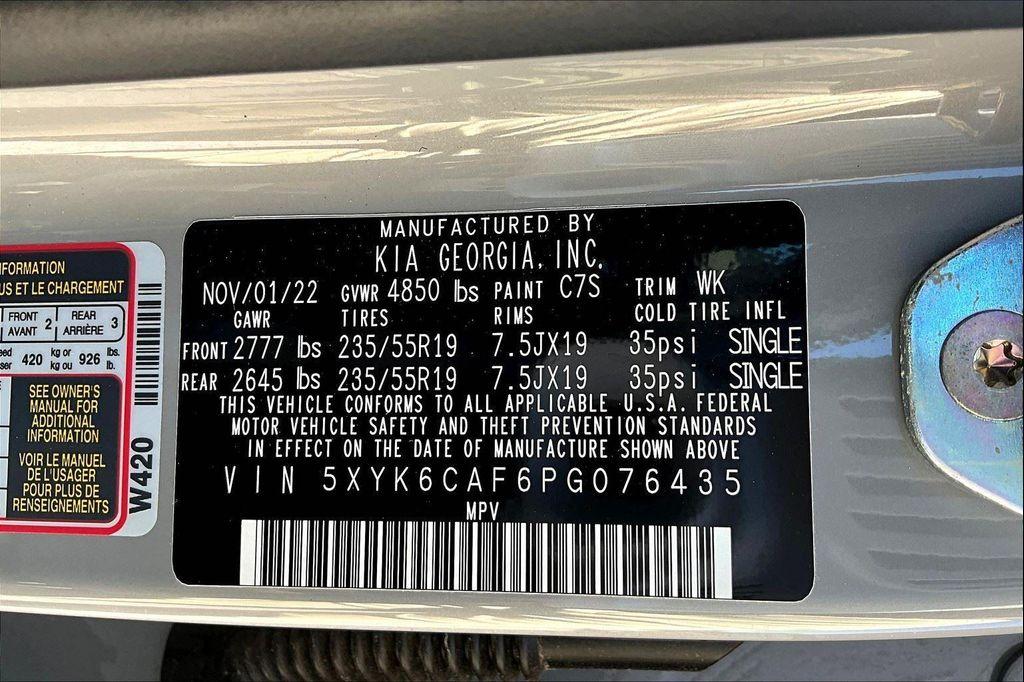 MANUFACTURED BY
KIA GEORGIA, INC.
NOV/01/22 GVWR 4850 lbs PAINT C7S TRIM WK
GAWR TIRES RIMS COLD TIRE INFL
FRONT 2777 lbs 235/55R19 7.5JX19 35psi SINGLE
REAR 2645 lbs 235/55R19 7.5JX19 35psi SINGLE
THIS VEHICLE CONFORMS TO ALL APPLICABLE U.S.A. FEDERAL
MOTOR VEHICLE SAFETY AND THEFT PREVENTION STANDARDS
IN EFFECT ON THE DATE OF MANUFACTURE SHOWN ABOVE
VIN 5XYK6CAF6PG076435
MPV
ET LE CHARGEMENT
FRONT REAR
AVANT 2 ARRIÈRE 3
420 kg or 926 lbs.
kg ou lb.
SEE OWNER'S
MANUAL FOR
ADDITIONAL
INFORMATION
VOIR LE MANUEL
DE L'USAGER
POUR PLUS DE
RENSEIGNEMENTS
W420